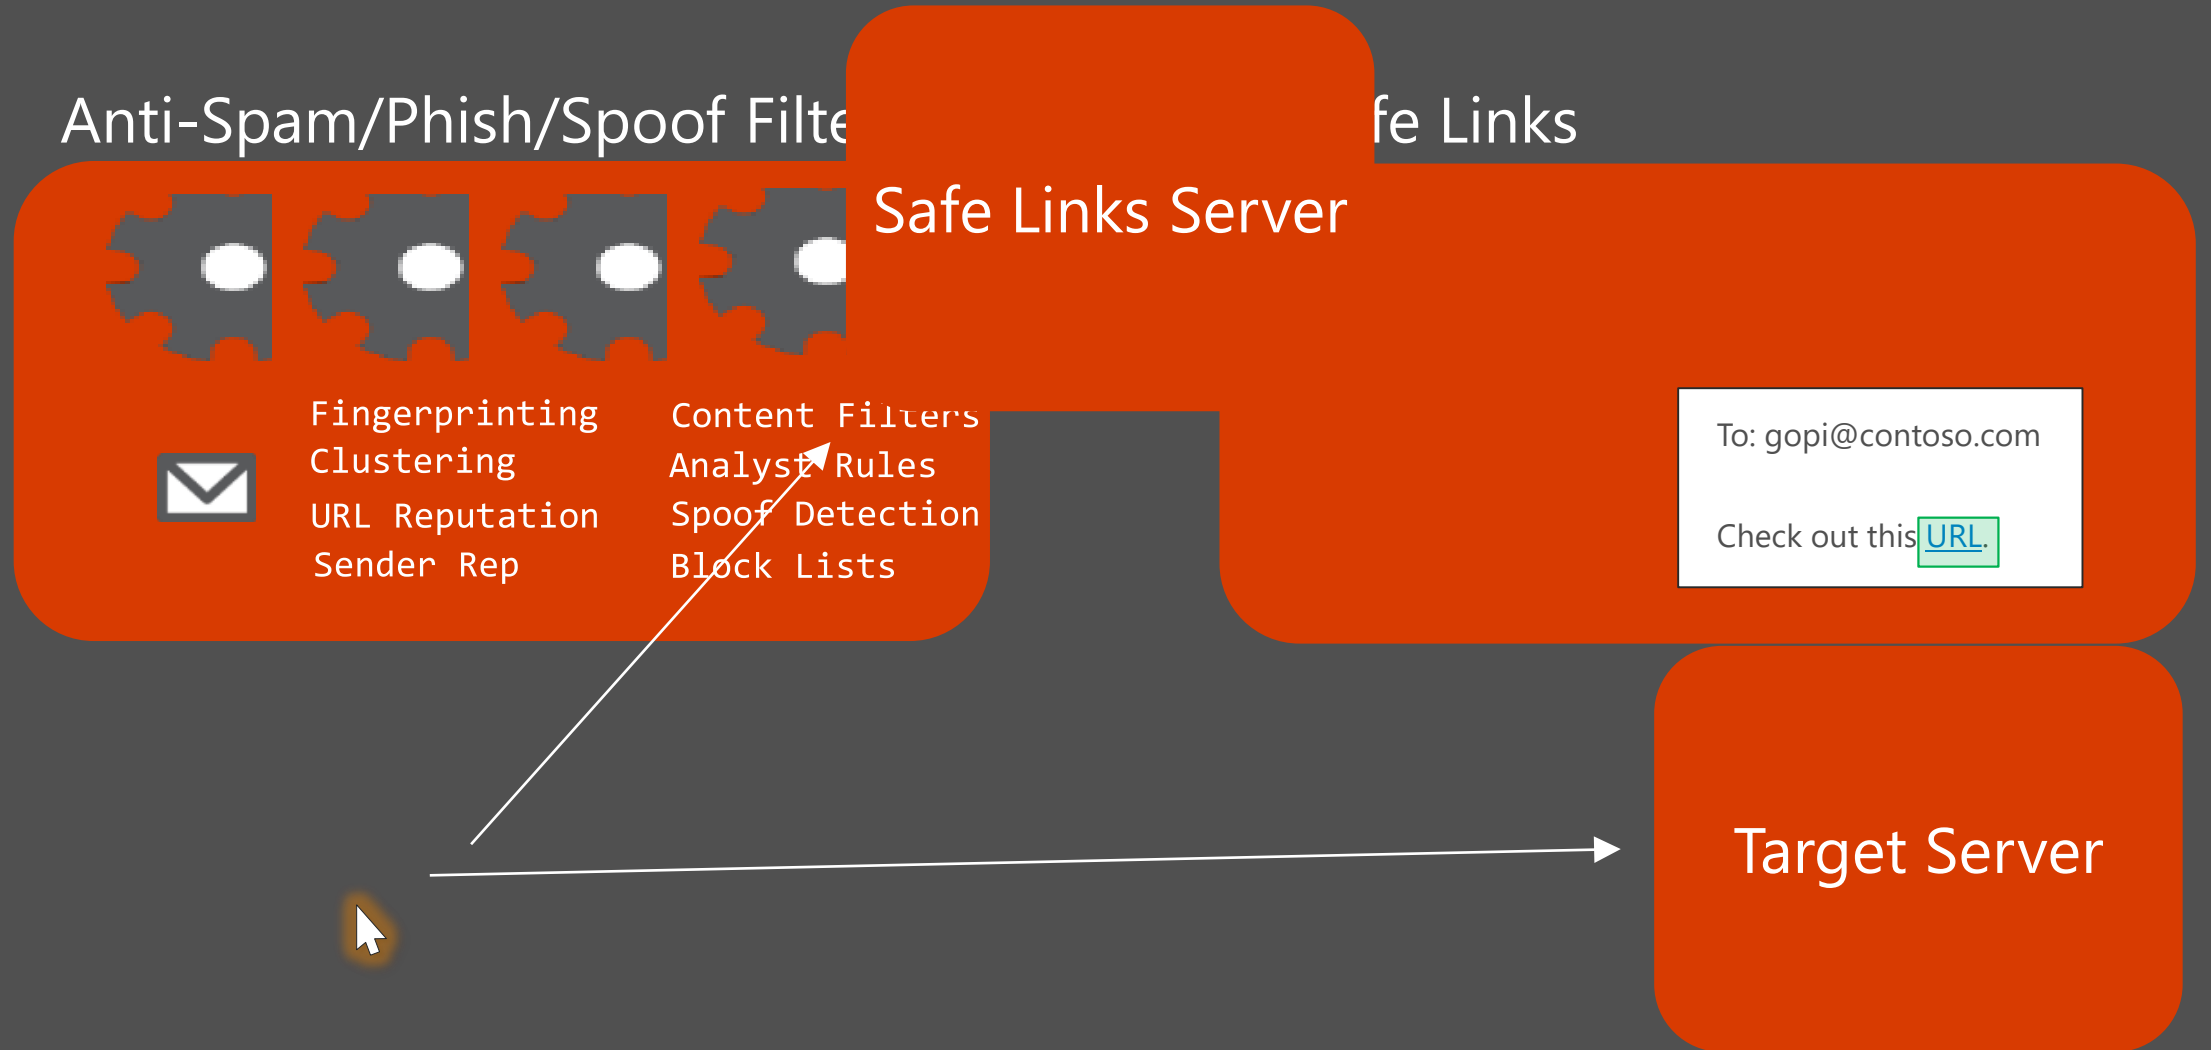 Anti-Spam/Phish/Spoof Filte
fe Links
Safe Links Server
Fingerprinting
Clustering
URL Reputation
Sender Rep
Content Filters
Analyst Rules
Spoof Detection
Block Lists
To: gopi@contoso.com
Check out this URL.
Target Server